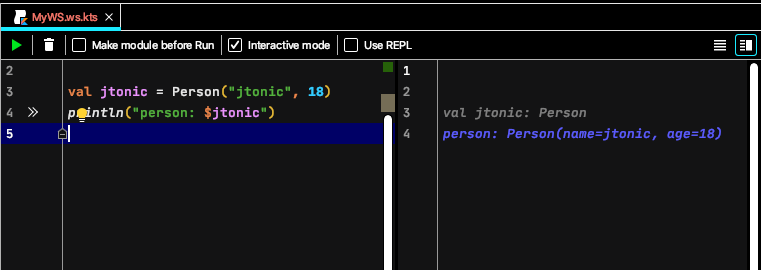 MyWS.ws.kts
Make module before Run
Interactive mode
Use REPL
2
3 val jtonic = Person("jtonic", 18)
4 println("person: $jtonic")
5
1
2
3 val jtonic: Person
4 person: Person(name=jtonic, age=18)